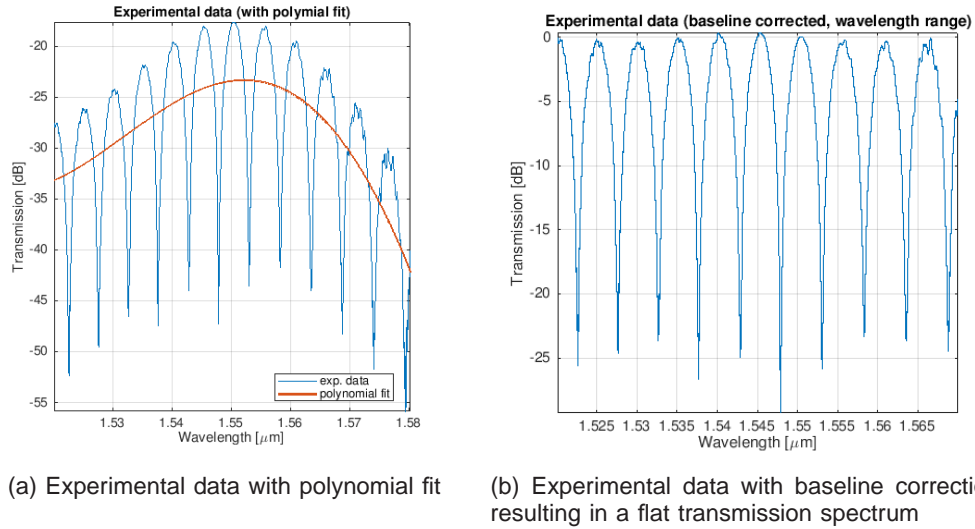 Experimental data (with polymial fit)
-20
-25
-30
-35
-40
-45
-50
-55
Transmission [dB]
exp. data
polynomial fit
1.53
1.54
1.55
1.56
1.57
1.58
Wavelength [μm]
(a) Experimental data with polynomial fit
Experimental data (baseline corrected, wavelength range)
0
-5
-10
-15
-20
-25
Transmission [dB]
1.525
1.53
1.535
1.54
1.545
1.55
1.555
1.56
1.565
Wavelength [μm]
(b) Experimental data with baseline correctio
resulting in a flat transmission spectrum